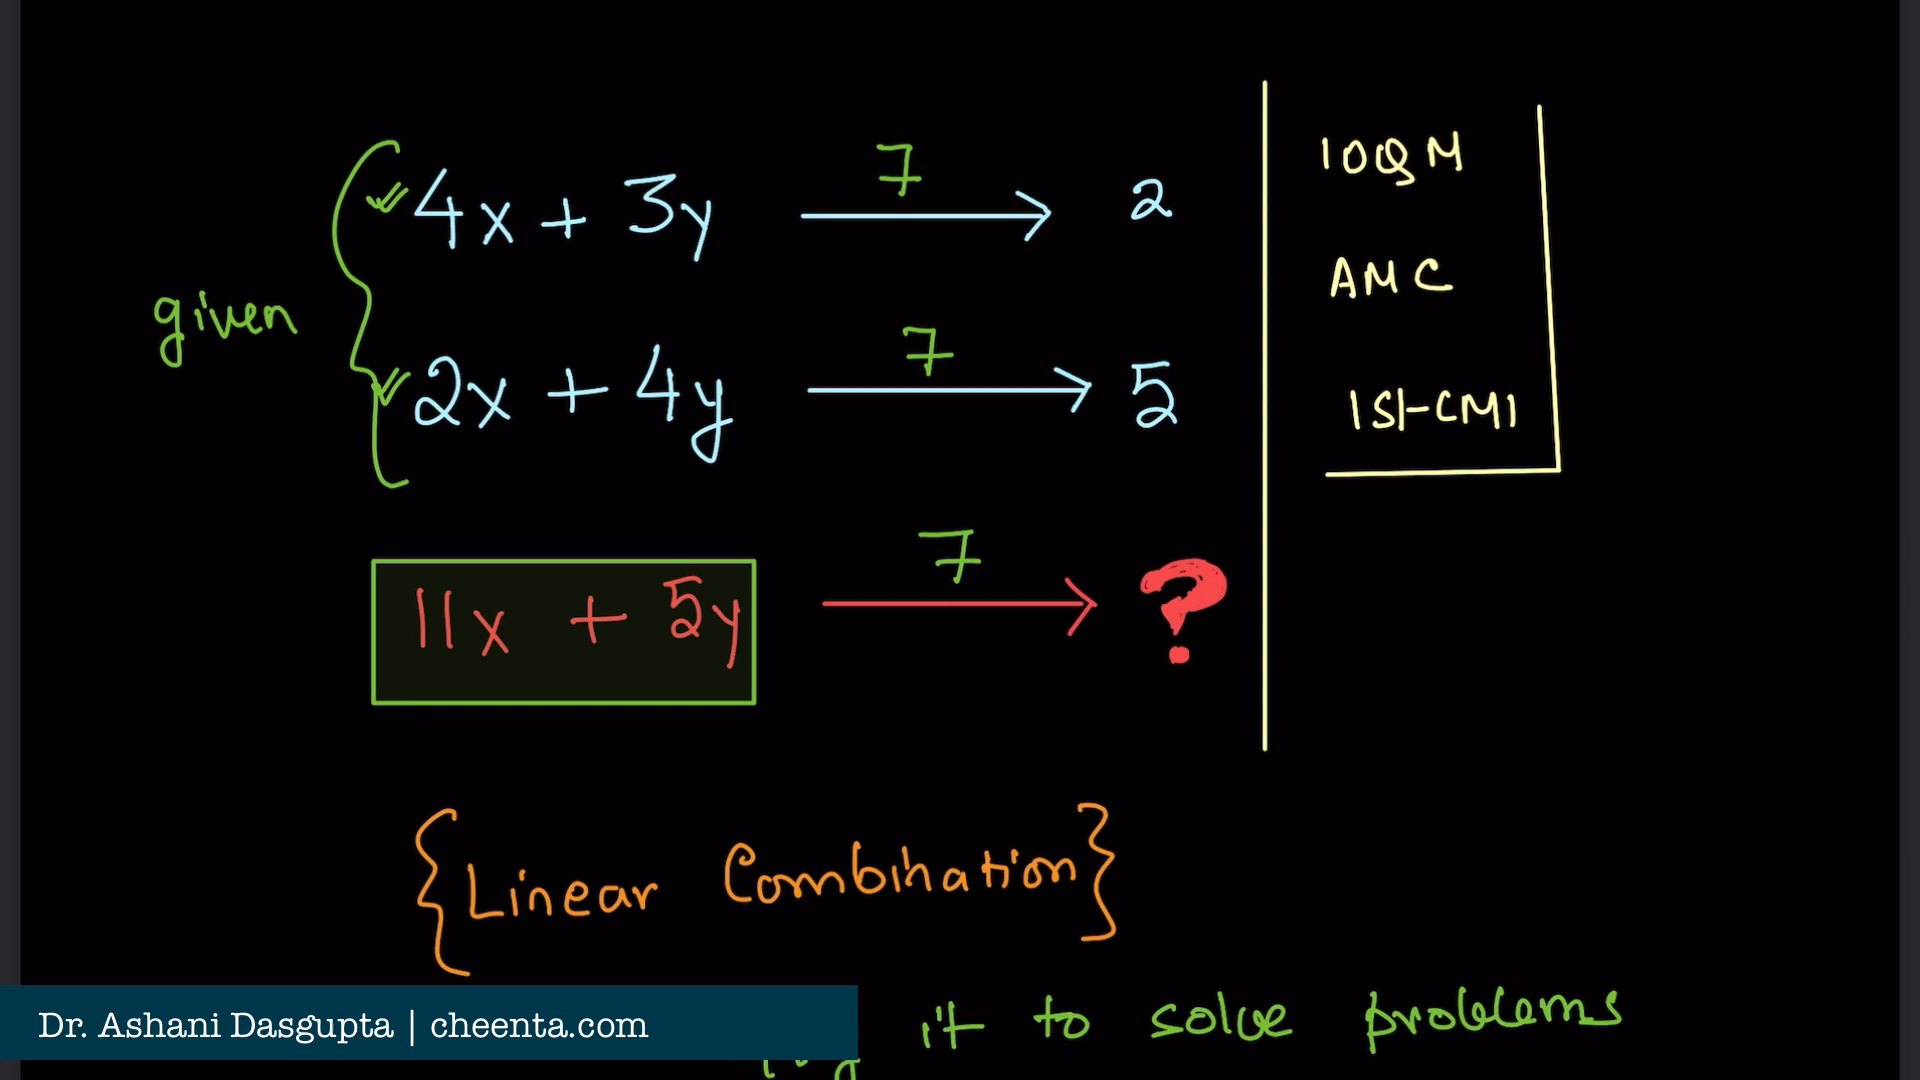 4x + 3y 7 → 2
given
2x + 4y 7 → 5
11x + 5y 7 → ?
IOQM
AMC
ISI-CMI
{Linear Combination}
it to solve problems
Dr. Ashani Dasgupta | cheenta.com